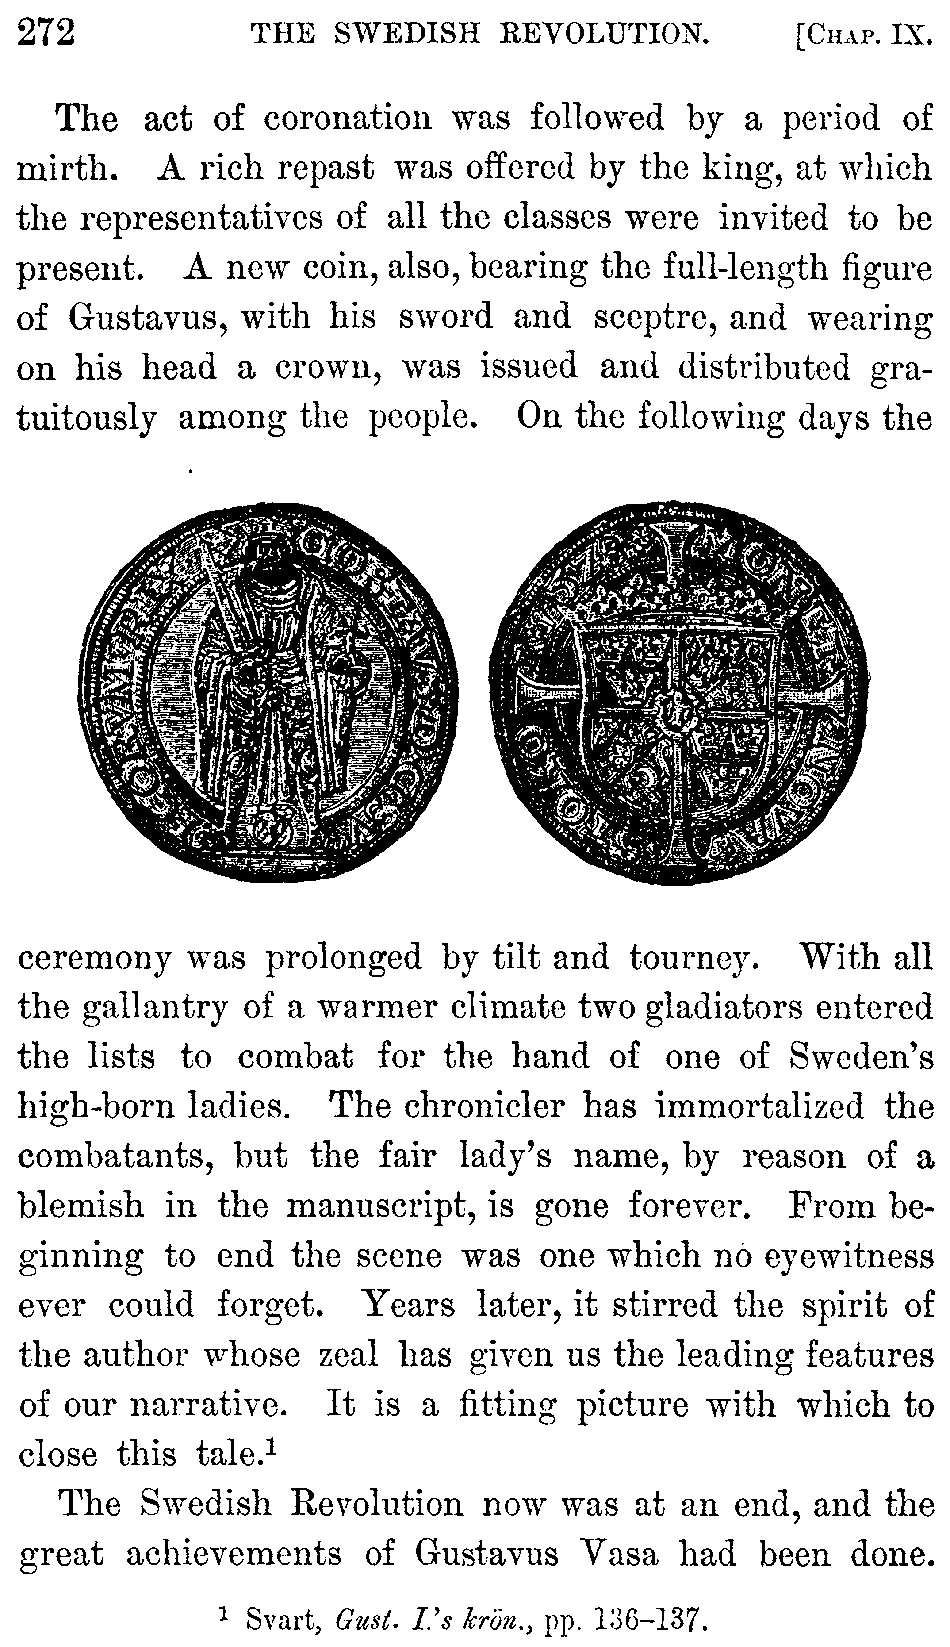 272 THE SWEDISH REVOLUTION. [CHAP. IX.
The act of coronation was followed by a period of
mirth. A rich repast was offered by the king, at which
the representatives of all the classes were invited to be
present. A new coin, also, bearing the full-length figure
of Gustavus, with his sword and sceptre, and wearing
on his head a crown, was issued and distributed gra-
tuitously among the people. On the following days the
ceremony was prolonged by tilt and tourney. With all
the gallantry of a warmer climate two gladiators entered
the lists to combat for the hand of one of Sweden's
high-born ladies. The chronicler has immortalized the
combatants, but the fair lady's name, by reason of a
blemish in the manuscript, is gone forever. From be-
ginning to end the scene was one which no eyewitness
ever could forget. Years later, it stirred the spirit of
the author whose zeal has given us the leading features
of our narrative. It is a fitting picture with which to
close this tale.¹
The Swedish Revolution now was at an end, and the
great achievements of Gustavus Vasa had been done.
¹ Svart, Gust. I.'s krön., pp. 136–137.